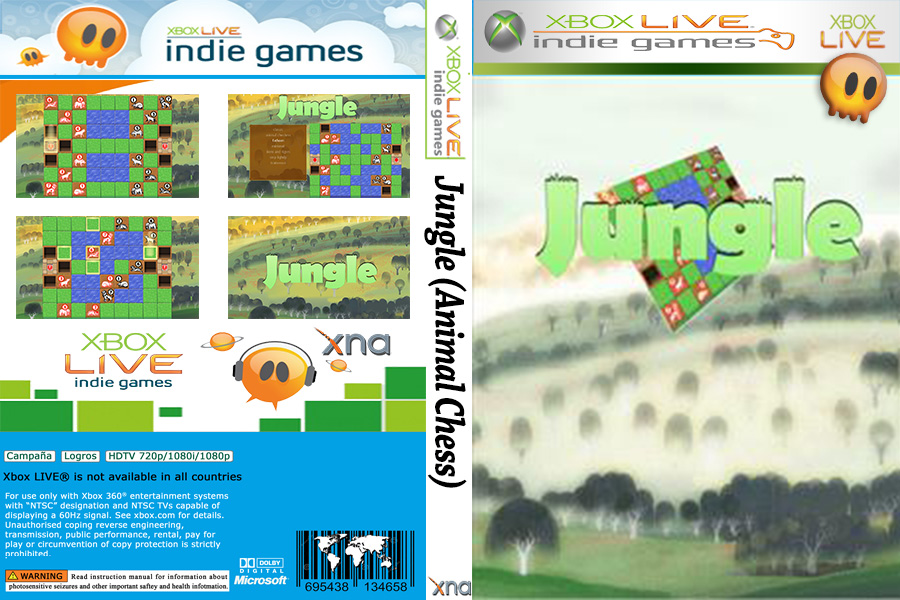 XBOX LIVE
indie games
Jungle
Jungle
XBOX
LIVE
indie games
xna
Campaña Logros HDTV 720p/1080i/1080p
Xbox LIVE® is not available in all countries
For use only with Xbox 360® entertainment systems
with “NTSC” designation and NTSC TVs capable of
displaying a 60Hz signal. See xbox.com for details.
Unauthorised coping reverse engineering,
transmission, public performance, rental, pay for
play or circumvention of copy protection is strictly
prohibited.
WARNING Read instruction manual for information about
photosensitive seizures and other important saftey and health infotmation.
DOLBY
DIGITAL
Microsoft
695438 134658
XBOX LIVE
indie games
Jungle (Animal Chess)
xna
XBOX LIVE
indie games
XBOX
LIVE
Jungle